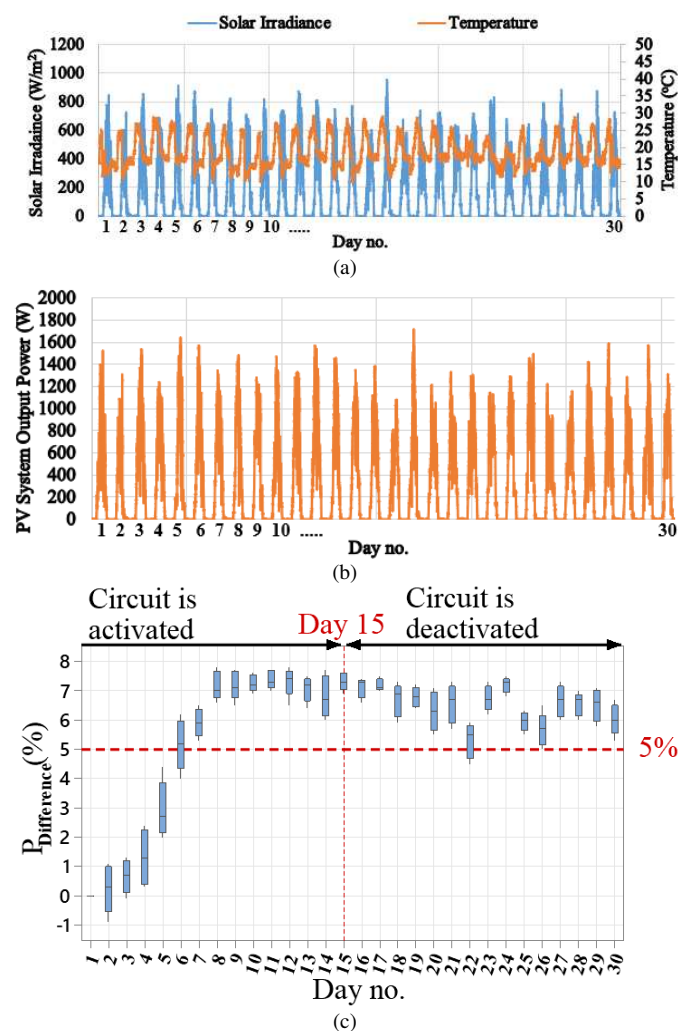 Solar Irradiance Temperature
1200 50
1000 45
800 40
600 35
400 30
200 25
0 20
15
10
5
0
Solar Irradaince (W/m²)
Temperature (ºC)
1 2 3 4 5 6 7 8 9 10 ..... 30
Day no.
(a)
2000
1800
1600
1400
1200
1000
800
600
400
200
0
PV System Output Power (W)
1 2 3 4 5 6 7 8 9 10 ..... 30
Day no.
(b)
Circuit is activated
Day 15
Circuit is deactivated
8
7
6
5
4
3
2
1
0
-1
P_Difference(%)
5%
1 2 3 4 5 6 7 8 9 10 11 12 13 14 15 16 17 18 19 20 21 22 23 24 25 26 27 28 29 30
Day no.
(c)